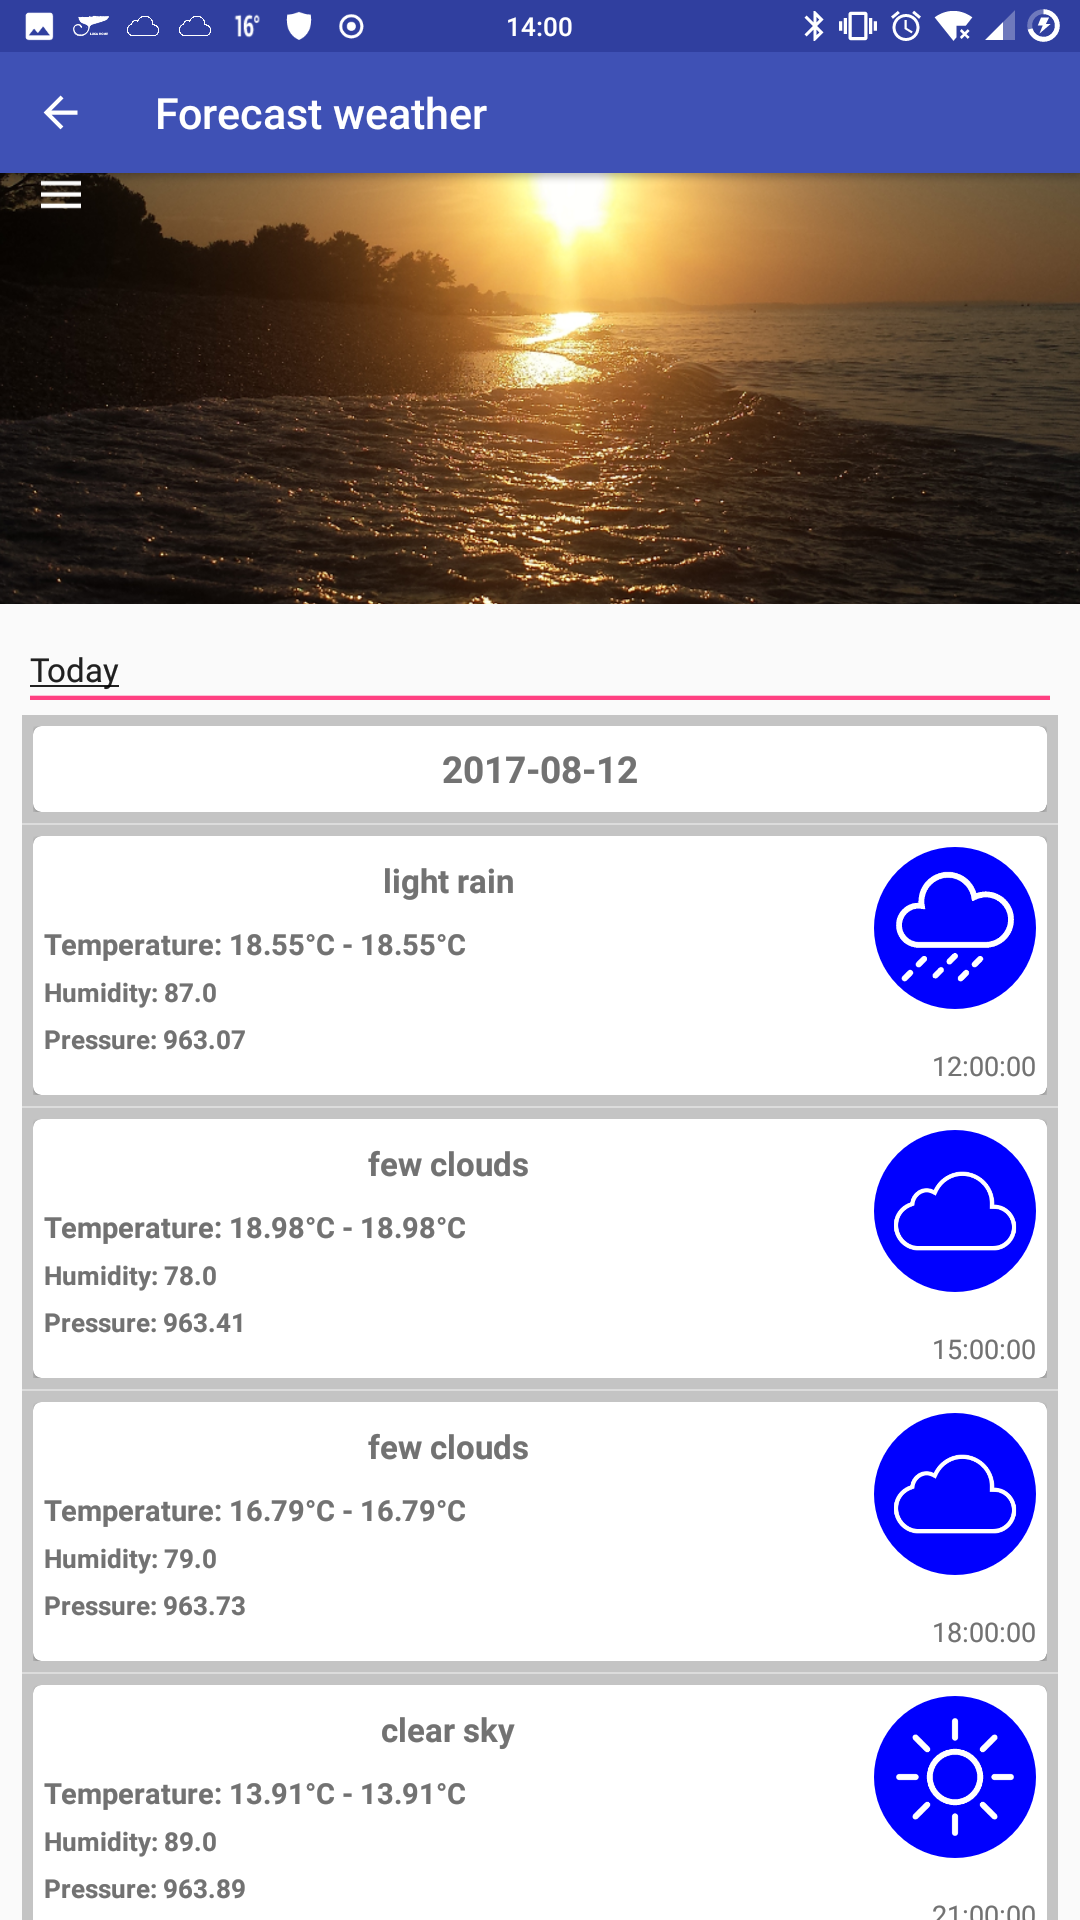 16°
14:00
Forecast weather
Today
2017-08-12
light rain
Temperature: 18.55°C - 18.55°C
Humidity: 87.0
Pressure: 963.07
12:00:00
few clouds
Temperature: 18.98°C - 18.98°C
Humidity: 78.0
Pressure: 963.41
15:00:00
few clouds
Temperature: 16.79°C - 16.79°C
Humidity: 79.0
Pressure: 963.73
18:00:00
clear sky
Temperature: 13.91°C - 13.91°C
Humidity: 89.0
Pressure: 963.89
21:00:00